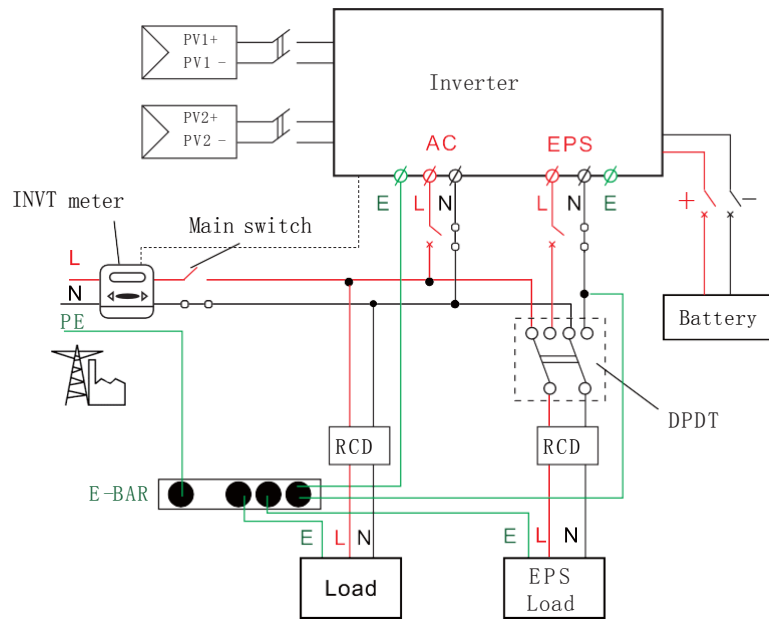 PV1+
PV1 -
PV2+
PV2 -
Inverter
AC
EPS
E
L
N
L
N
E
+
−
INVT meter
Main switch
L
N
PE
Battery
DPDT
RCD
RCD
E-BAR
E
L
N
E
L
N
Load
EPS
Load